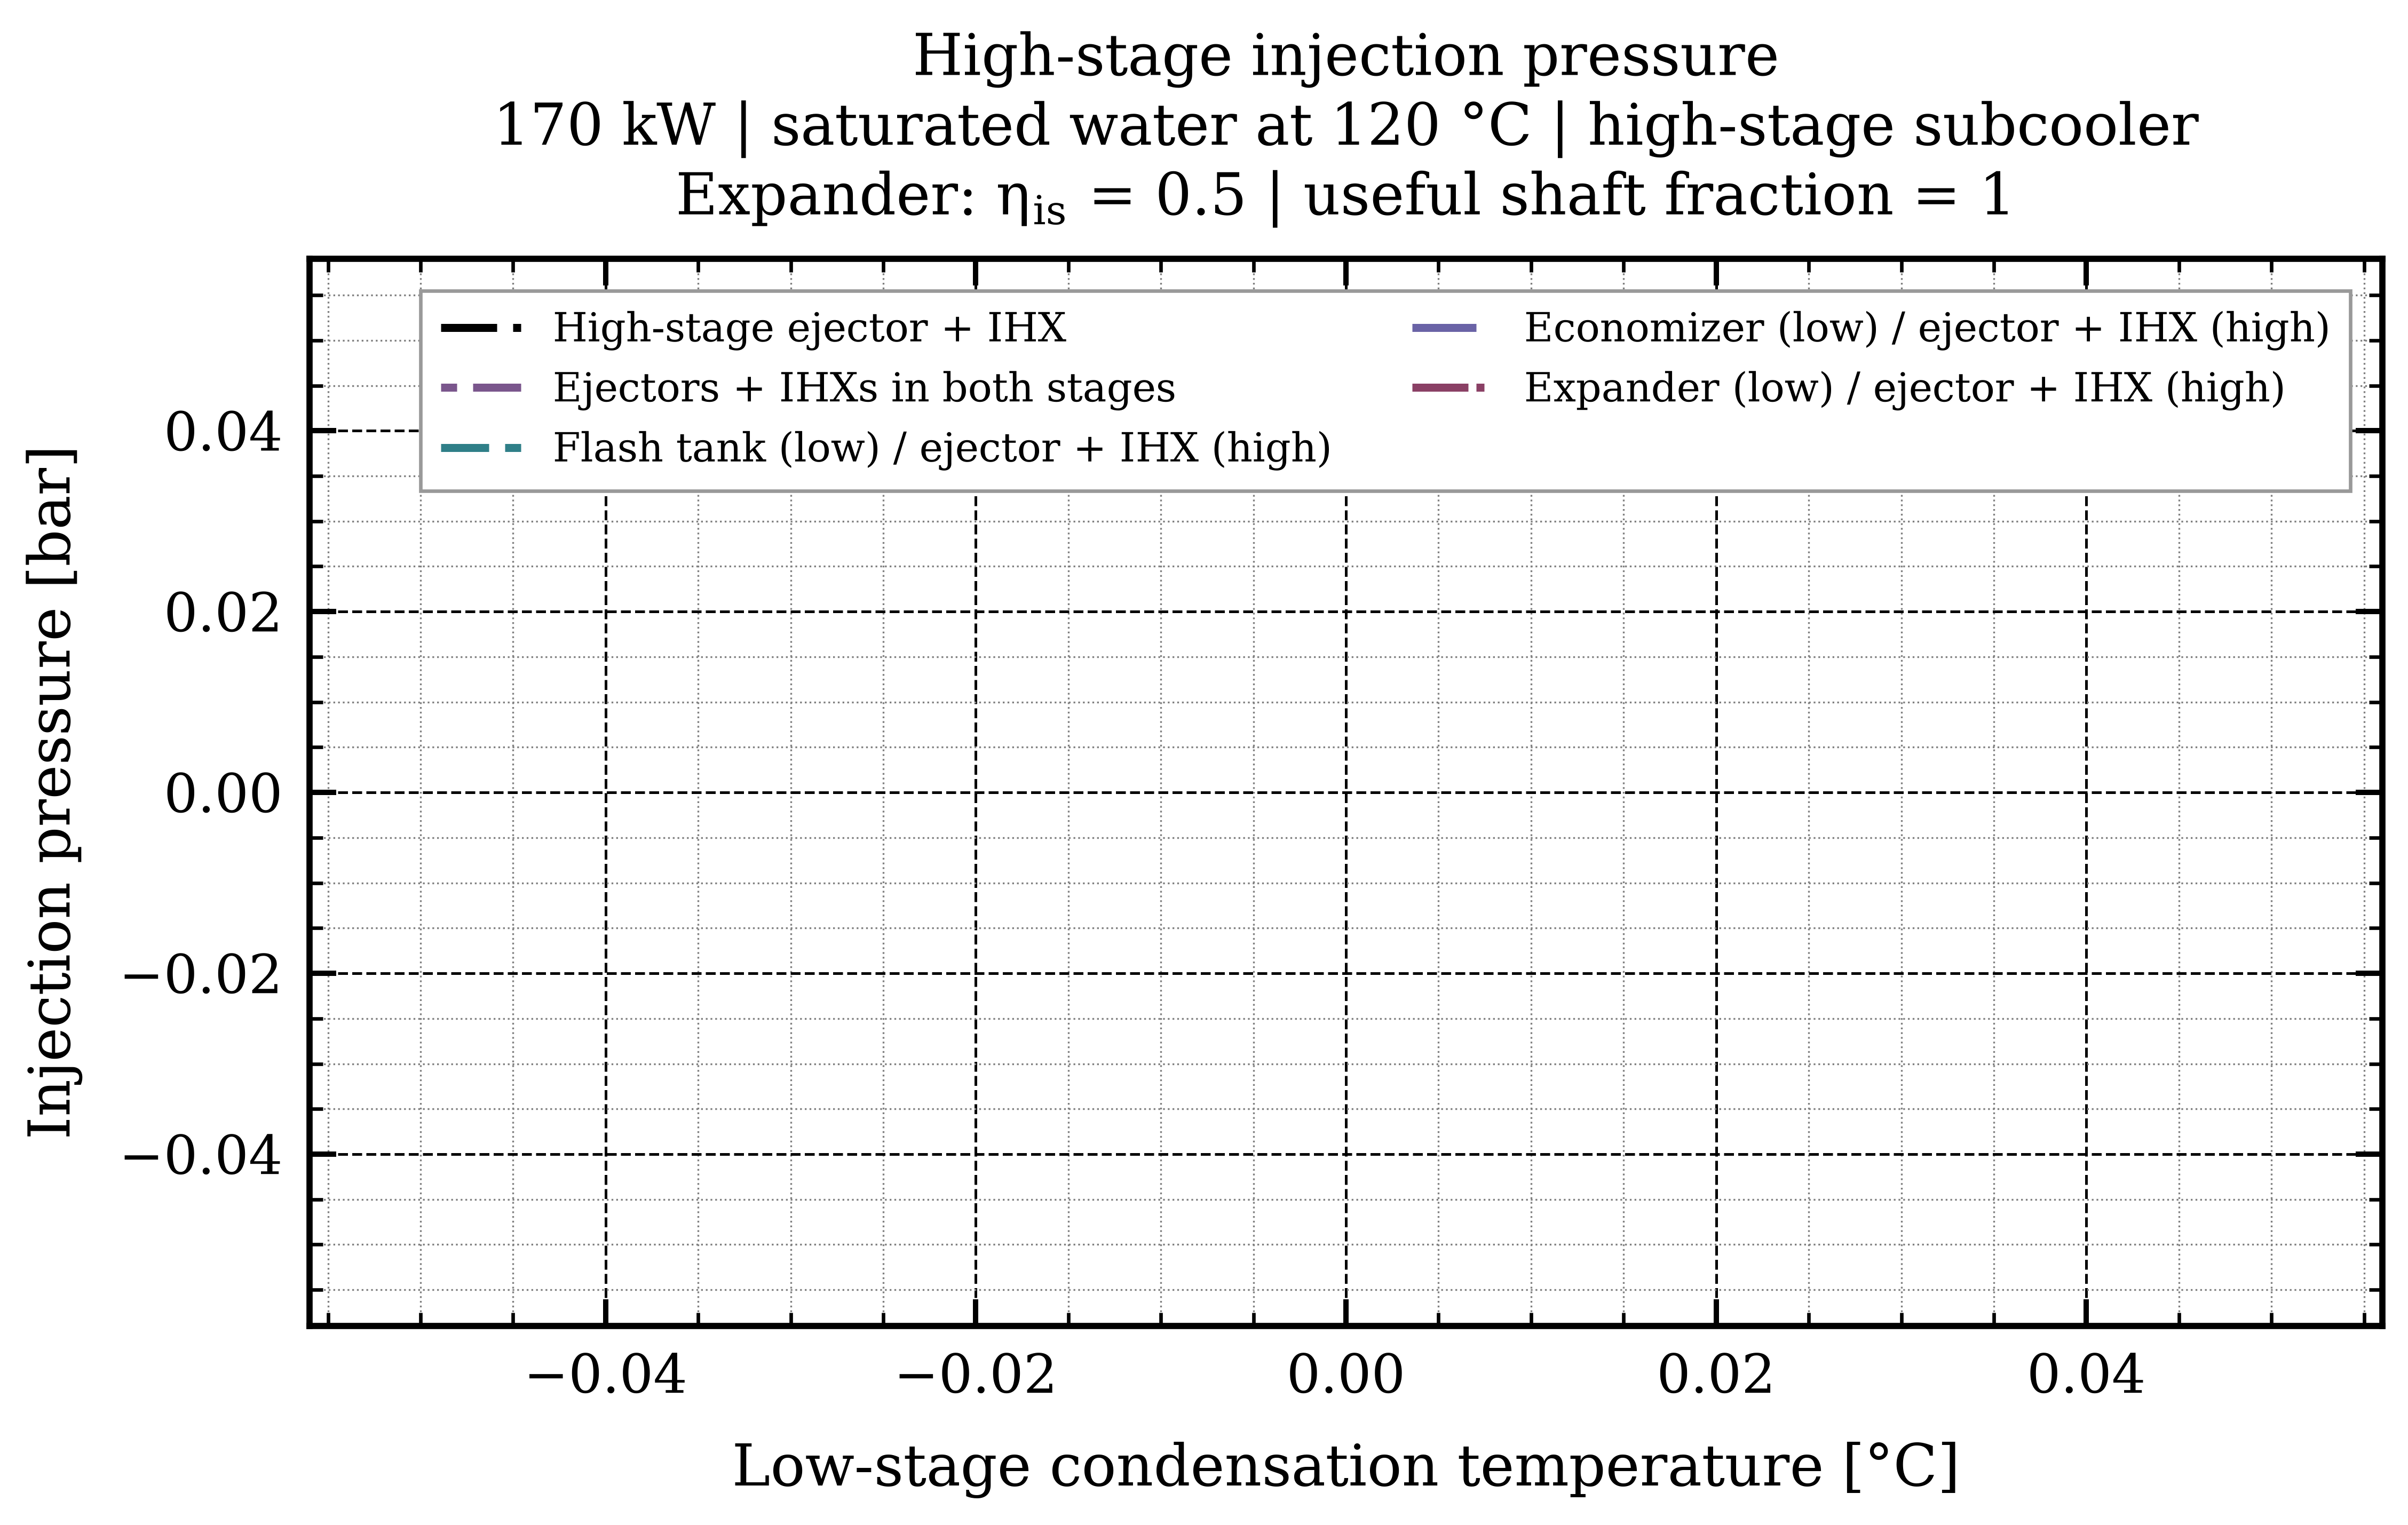 High-stage injection pressure
170 kW | saturated water at 120 °C | high-stage subcooler
Expander: ηis = 0.5 | useful shaft fraction = 1
High-stage ejector + IHX
Ejectors + IHXs in both stages
Flash tank (low) / ejector + IHX (high)
Economizer (low) / ejector + IHX (high)
Expander (low) / ejector + IHX (high)
Injection pressure [bar]
0.04
0.02
0.00
−0.02
−0.04
−0.04 −0.02 0.00 0.02 0.04
Low-stage condensation temperature [°C]